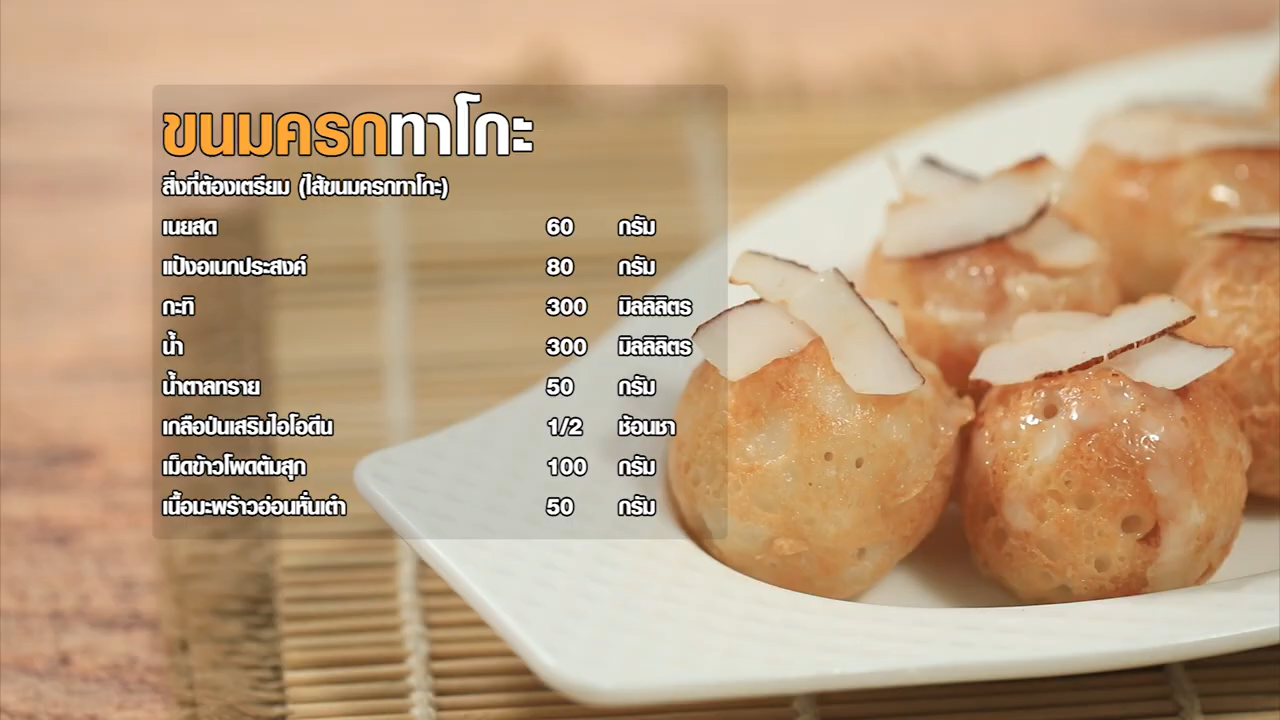 ขนมครกทาโกะ
สิ่งที่ต้องเตรียม (ไส้ขนมครกทาโกะ)
เนยสด 60 กรัม
แป้งอเนกประสงค์ 80 กรัม
กะทิ 300 มิลลิลิตร
น้ำ 300 มิลลิลิตร
น้ำตาลทราย 50 กรัม
เกลือป่นเสริมไอโอดีน 1/2 ช้อนชา
เม็ดข้าวโพดต้มสุก 100 กรัม
เนื้อมะพร้าวอ่อนหั่นเต๋า 50 กรัม